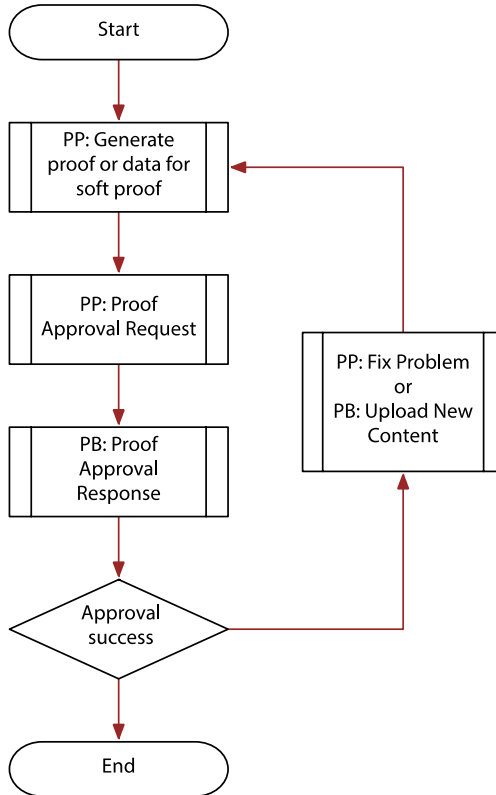 Start
PP: Generate
proof or data for
soft proof
PP: Proof
Approval Request
PB: Proof
Approval
Response
Approval
success
End
PP: Fix Problem
or
PB: Upload New
Content